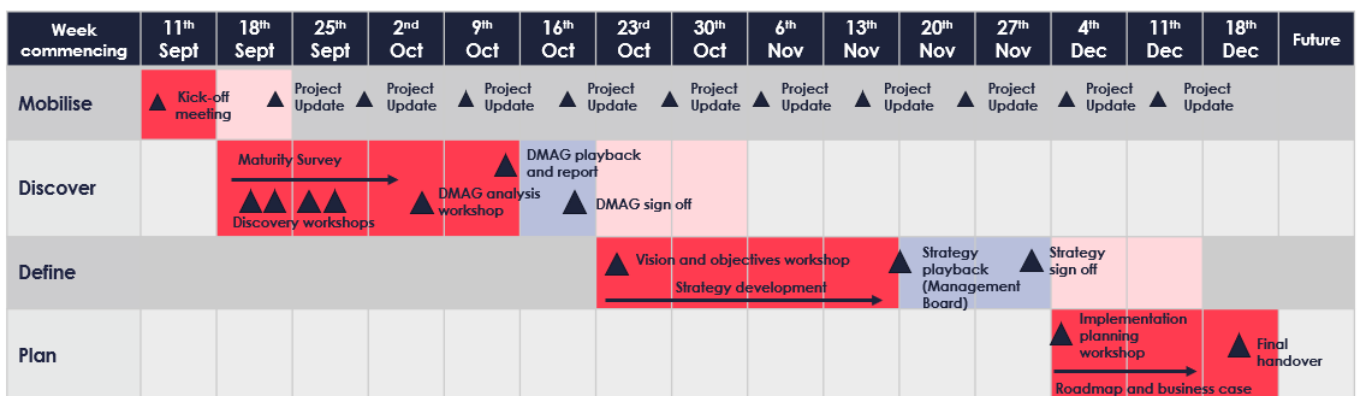 Week commencing
11th Sept
18th Sept
25th Sept
2nd Oct
9th Oct
16th Oct
23rd Oct
30th Oct
6th Nov
13th Nov
20th Nov
27th Nov
4th Dec
11th Dec
18th Dec
Future
Mobilise
Kick-off
meeting
Project
Update
Project
Update
Project
Update
Project
Update
Project
Update
Project
Update
Project
Update
Project
Update
Project
Update
Project
Update
Discover
Maturity Survey
Discovery workshops
DMAG analysis
workshop
DMAG playback
and report
DMAG sign off
Define
Vision and objectives workshop
Strategy development
Strategy
playback
(Management
Board)
Strategy
sign off
Plan
Implementation
planning
workshop
Roadmap and business case
Final
handover